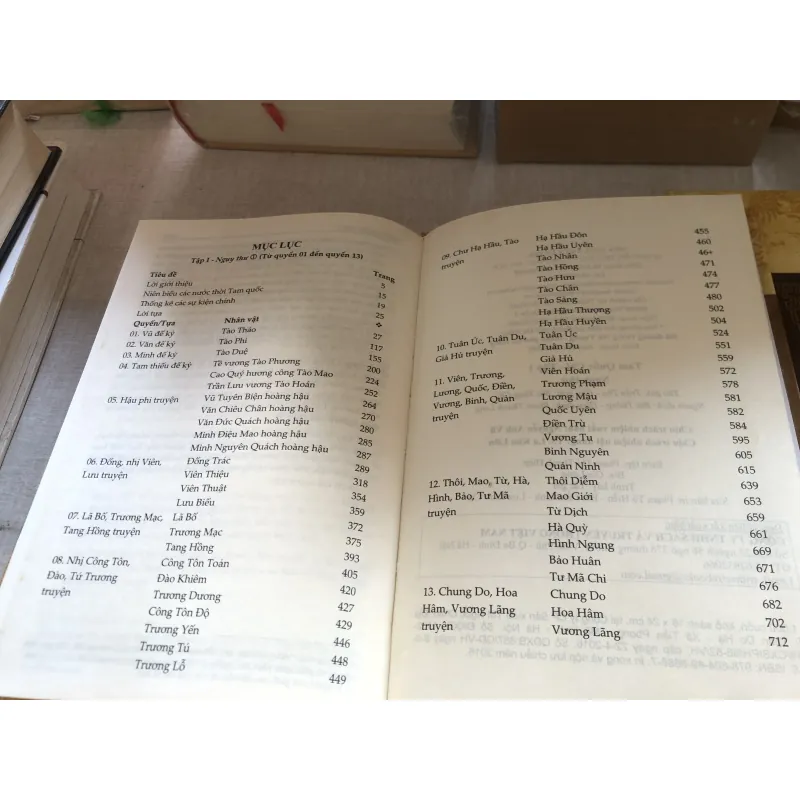 MỤC LỤC
Tập I - Ngụy thư ① (Từ quyển 01 đến quyển 13)
Tiêu đề Trang
Lời giới thiệu 5
Niên biểu các nước thời Tam quốc 15
Thống kê các sự kiện chính 19
Lời tựa 25
Quyển/Tựa Nhân vật ❖
01. Vũ đế kỷ Tào Tháo 27
02. Văn đế kỷ Tào Phi 117
03. Minh đế kỷ Tào Duệ 155
04. Tam thiếu đế kỷ Tề vương Tào Phương 200
Cao Quý hương công Tào Mao 224
Trần Lưu vương Tào Hoán 252
05. Hậu phi truyện Vũ Tuyên Biện hoàng hậu 264
Văn Chiêu Chân hoàng hậu 270
Văn Đức Quách hoàng hậu 280
Minh Điệu Mao hoàng hậu 285
Minh Nguyên Quách hoàng hậu 287
06. Đổng, nhị Viên, Đổng Trác 289
Lưu truyện Viên Thiệu 318
Viên Thuật 354
Lưu Biểu 359
07. Lã Bố, Trương Mạc, Lã Bố 372
Tang Hồng truyện Trương Mạc 375
Tang Hồng 393
08. Nhị Công Tôn, Công Tôn Toản 405
Đào, Tứ Trương Đào Khiêm 420
truyện Trương Dương 427
Công Tôn Độ 429
Trương Yên 446
Trương Tú 448
Trương Lỗ 449
09. Chư Hạ Hầu, Tào Hạ Hầu Đôn 455
truyện Hạ Hầu Uyên 460
Tào Nhân 46+
Tào Hồng 471
Tào Hưu 474
Tào Chân 477
Tào Sảng 480
Hạ Hầu Thượng 502
Hạ Hầu Huyền 504
10. Tuân Úc, Tuân Du, Tuân Úc 524
Giả Hủ truyện Tuân Du 551
Giả Hủ 559
11. Viên, Trương, Viên Hoán 572
Lương, Quốc, Điền, Trương Phạm 578
Vương, Bỉnh, Quản Lương Mậu 581
truyện Quốc Uyên 582
Điền Trù 584
Vương Tu 595
Bỉnh Nguyên 605
Quản Ninh 615
12. Thôi, Mao, Từ, Hà, Thôi Diễm 639
Hình, Bảo, Tư Mã Mao Giới 653
truyện Từ Dịch 659
Hà Quỳ 661
Hình Ngung 669
Bảo Huân 671
Tư Mã Chi 676
13. Chung Do, Hoa Chung Do 682
Hâm, Vương Lãng Hoa Hâm 702
truyện Vương Lãng 712